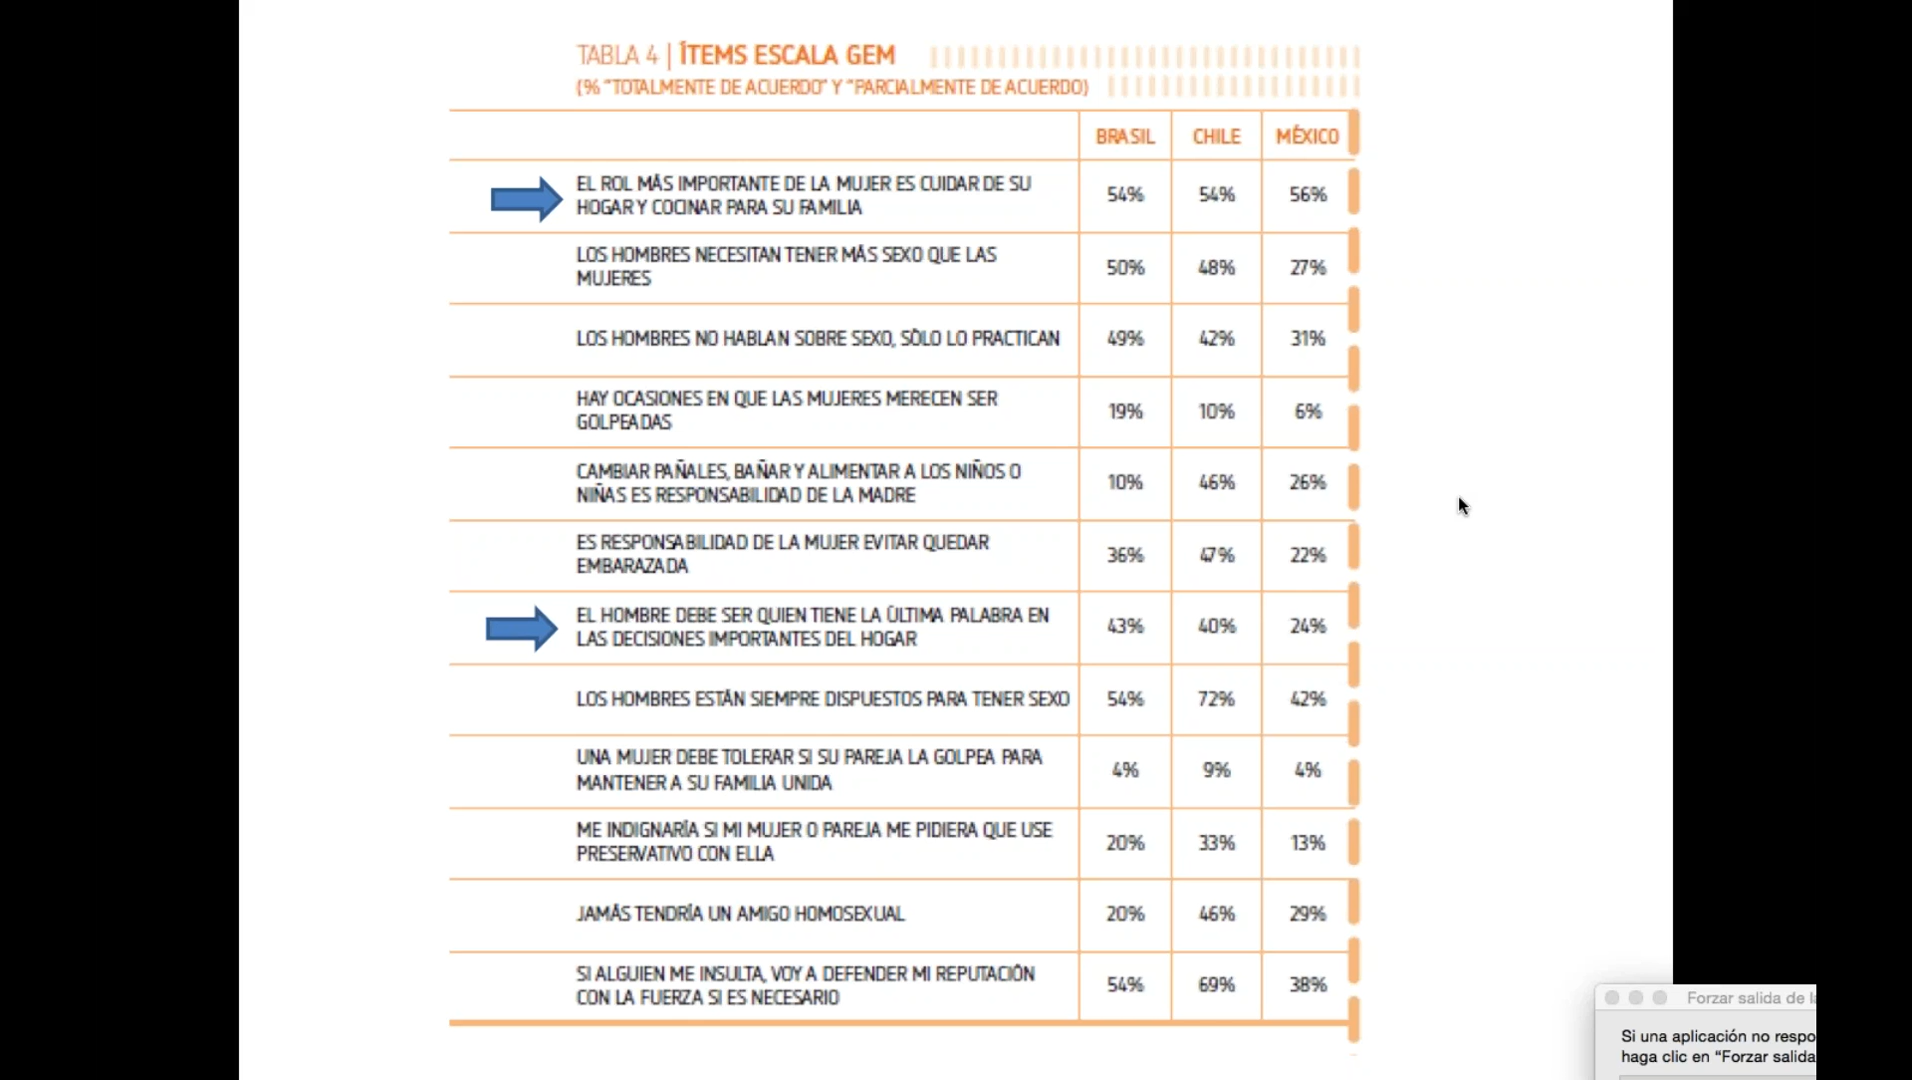 TABLA 4 | ÍTEMS ESCALA GEM
(% "TOTALMENTE DE ACUERDO" Y "PARCIALMENTE DE ACUERDO)
BRASIL CHILE MÉXICO
EL ROL MÁS IMPORTANTE DE LA MUJER ES CUIDAR DE SU
HOGAR Y COCINAR PARA SU FAMILIA
54% 54% 56%
LOS HOMBRES NECESITAN TENER MÁS SEXO QUE LAS
MUJERES
50% 48% 27%
LOS HOMBRES NO HABLAN SOBRE SEXO, SÓLO LO PRACTICAN
49% 42% 31%
HAY OCASIONES EN QUE LAS MUJERES MERECEN SER
GOLPEADAS
19% 10% 6%
CAMBIAR PAÑALES, BAÑAR Y ALIMENTAR A LOS NIÑOS O
NIÑAS ES RESPONSABILIDAD DE LA MADRE
10% 46% 26%
ES RESPONSABILIDAD DE LA MUJER EVITAR QUEDAR
EMBARAZADA
36% 47% 22%
EL HOMBRE DEBE SER QUIEN TIENE LA ÚLTIMA PALABRA EN
LAS DECISIONES IMPORTANTES DEL HOGAR
43% 40% 24%
LOS HOMBRES ESTÁN SIEMPRE DISPUESTOS PARA TENER SEXO
54% 72% 42%
UNA MUJER DEBE TOLERAR SI SU PAREJA LA GOLPEA PARA
MANTENER A SU FAMILIA UNIDA
4% 9% 4%
ME INDIGNARÍA SI MI MUJER O PAREJA ME PIDIERA QUE USE
PRESERVATIVO CON ELLA
20% 33% 13%
JAMÁS TENDRÍA UN AMIGO HOMOSEXUAL
20% 46% 29%
SI ALGUIEN ME INSULTA, VOY A DEFENDER MI REPUTACIÓN
CON LA FUERZA SI ES NECESARIO
54% 69% 38%
Forzar salida de
Si una aplicación no respo
haga clic en "Forzar salida